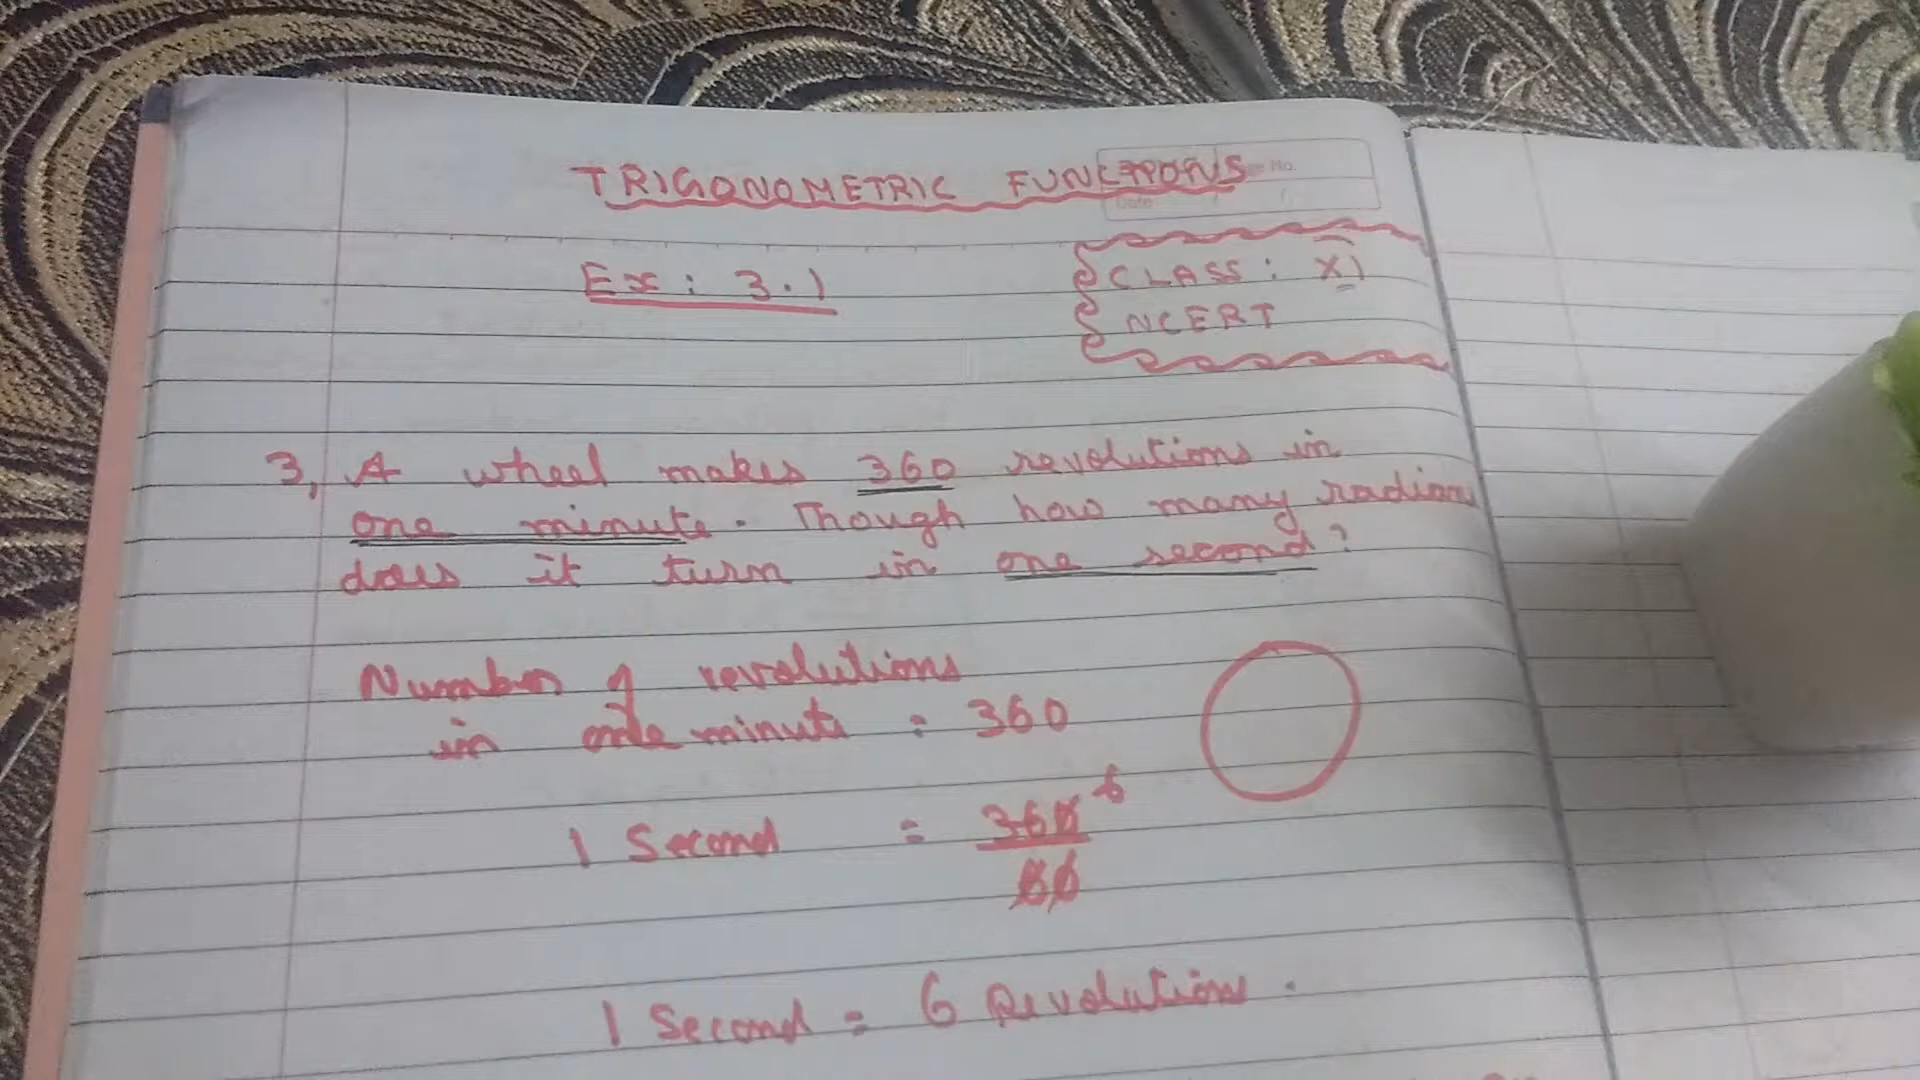 TRIGONOMETRIC FUNCTIONS
Date
Ex: 3.1
CLASS: XI
NCERT
3, A wheel makes 360 revolutions in
one minute. Though how many radians
does it turn in one second?
Number of revolutions
in one minute = 360
1 Second = 360 6
60
1 Second = 6 Revolutions.